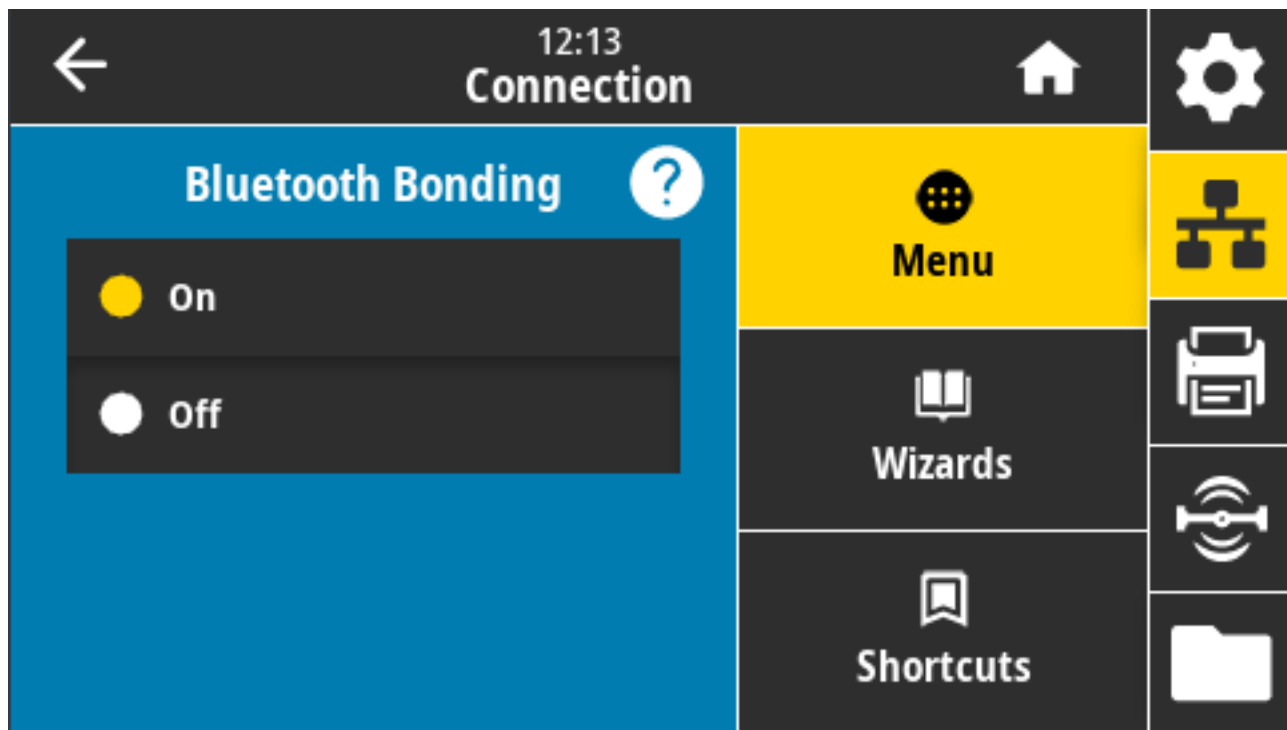 12:13
Connection
Bluetooth Bonding ?
On
Off
Menu
Wizards
Shortcuts